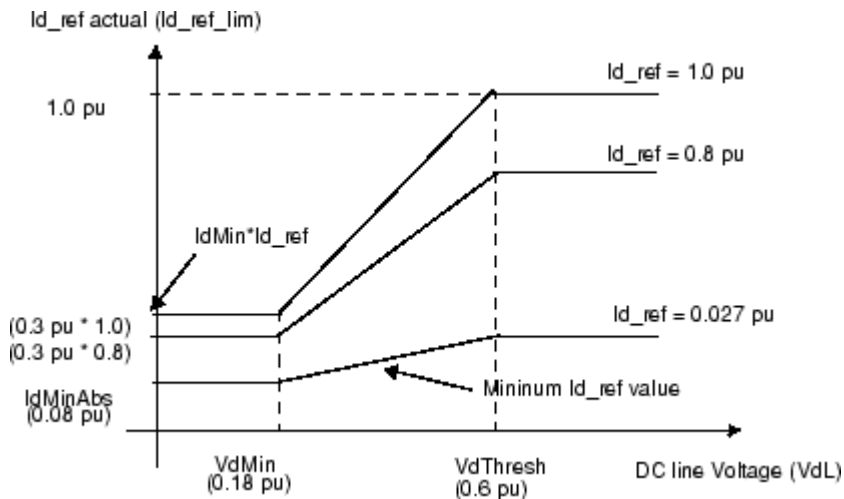 Id_ref actual (Id_ref_lim)
Id_ref = 1.0 pu
1.0 pu
Id_ref = 0.8 pu
IdMin*Id_ref
Id_ref = 0.027 pu
(0.3 pu * 1.0)
(0.3 pu * 0.8)
IdMinAbs
(0.08 pu)
Mininum Id_ref value
VdMin
(0.18 pu)
VdThresh
(0.6 pu)
DC line Voltage (VdL)